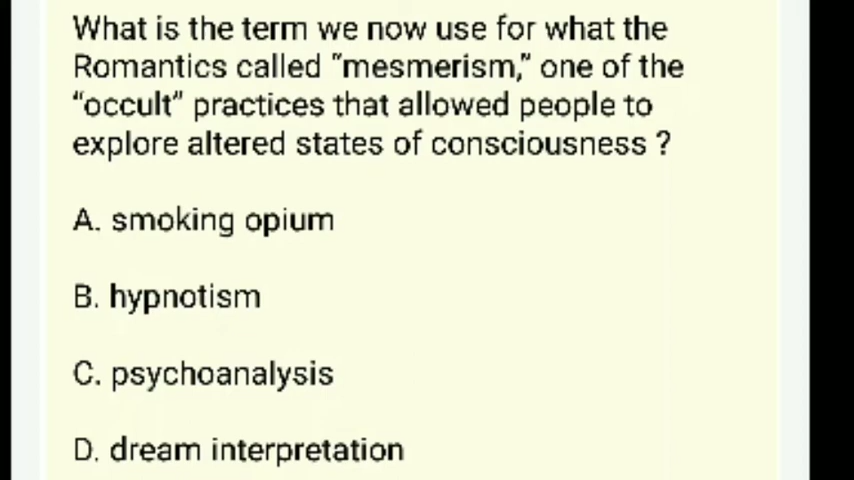 What is the term we now use for what the
Romantics called “mesmerism,” one of the
“occult” practices that allowed people to
explore altered states of consciousness ?
A. smoking opium
B. hypnotism
C. psychoanalysis
D. dream interpretation